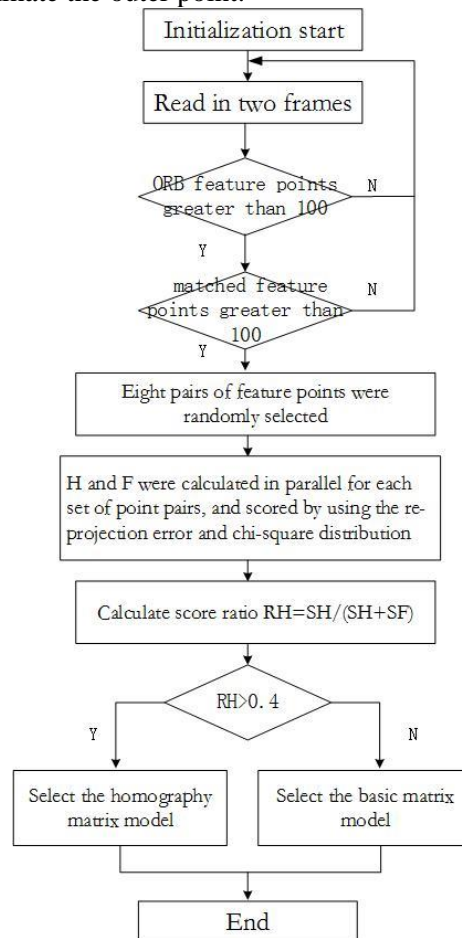 Initialization start
Read in two frames
ORB feature points
greater than 100
N
Y
matched feature
points greater than
100
N
Y
Eight pairs of feature points were
randomly selected
H and F were calculated in parallel for each
set of point pairs, and scored by using the re-
projection error and chi-square distribution
Calculate score ratio RH=SH/(SH+SF)
RH>0.4
Y
N
Select the homography
matrix model
Select the basic matrix
model
End